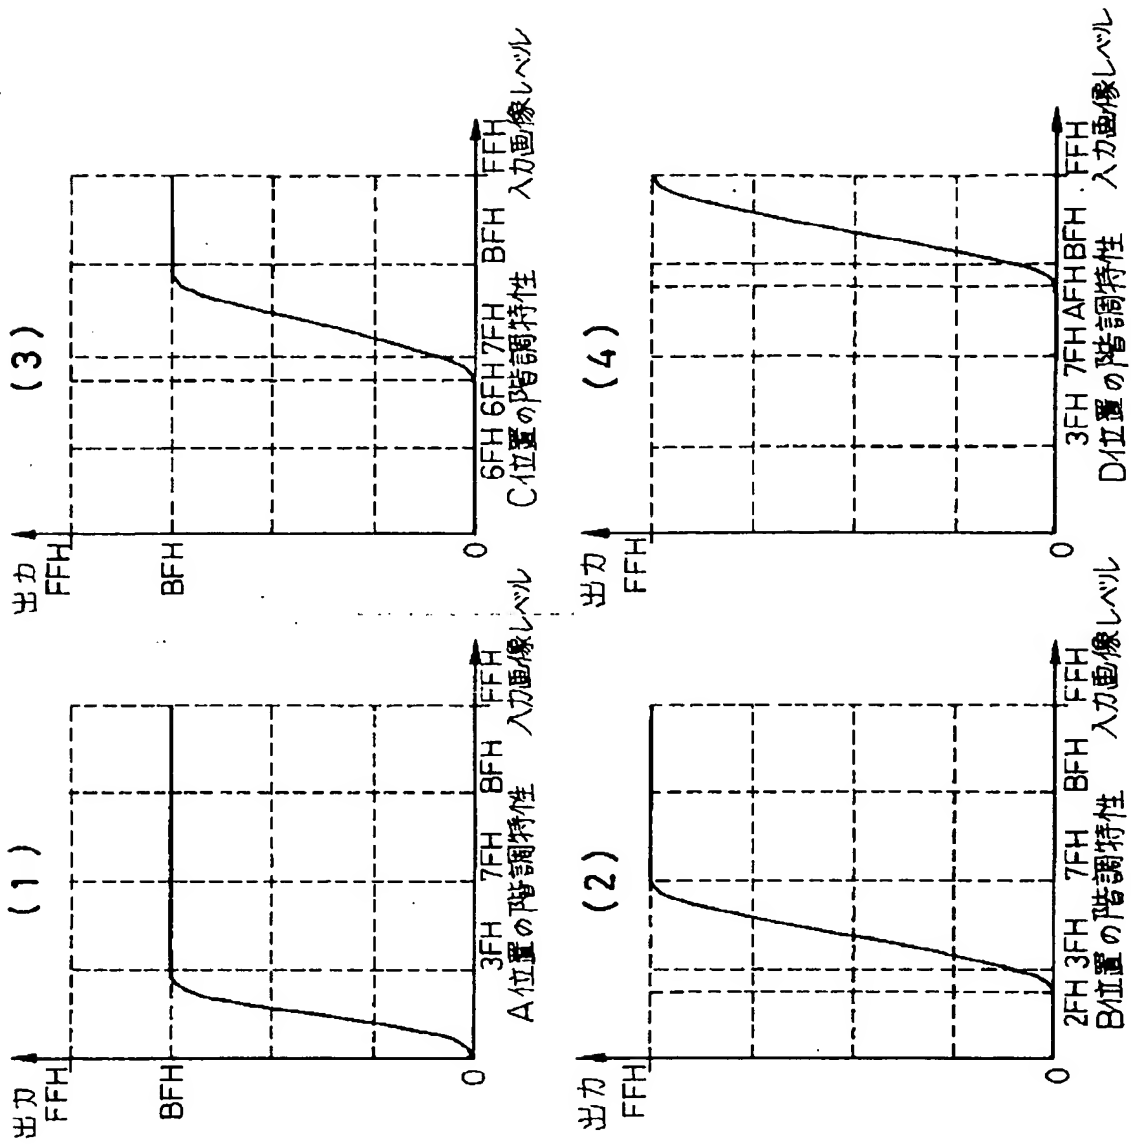 (1)
出力
FFH
BFH
0
3FH 7FH BFH FFH
A位置の階調特性 入力画像レベル
(2)
出力
FFH
0
2FH 3FH 7FH BFH FFH
B位置の階調特性 入力画像レベル
(3)
出力
FFH
BFH
0
6FH 6FH 7FH BFH FFH
C位置の階調特性 入力画像レベル
(4)
出力
FFH
0
3FH 7FH AFH BFH FFH
D位置の階調特性 入力画像レベル